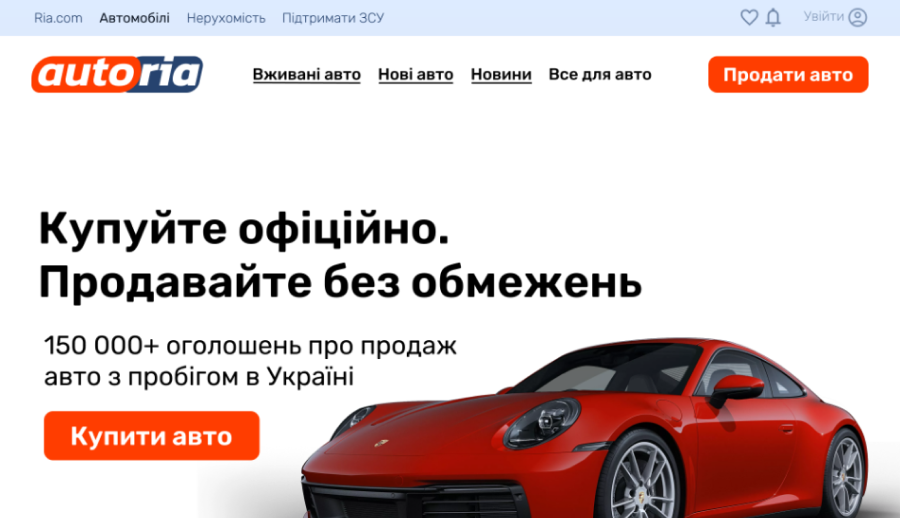 Ria.com Автомобілі Нерухомість Підтримати ЗСУ Увійти
autoria Вживані авто Нові авто Новини Все для авто Продати авто
Купуйте офіційно.
Продавайте без обмежень
150 000+ оголошень про продаж
авто з пробігом в Україні
Купити авто